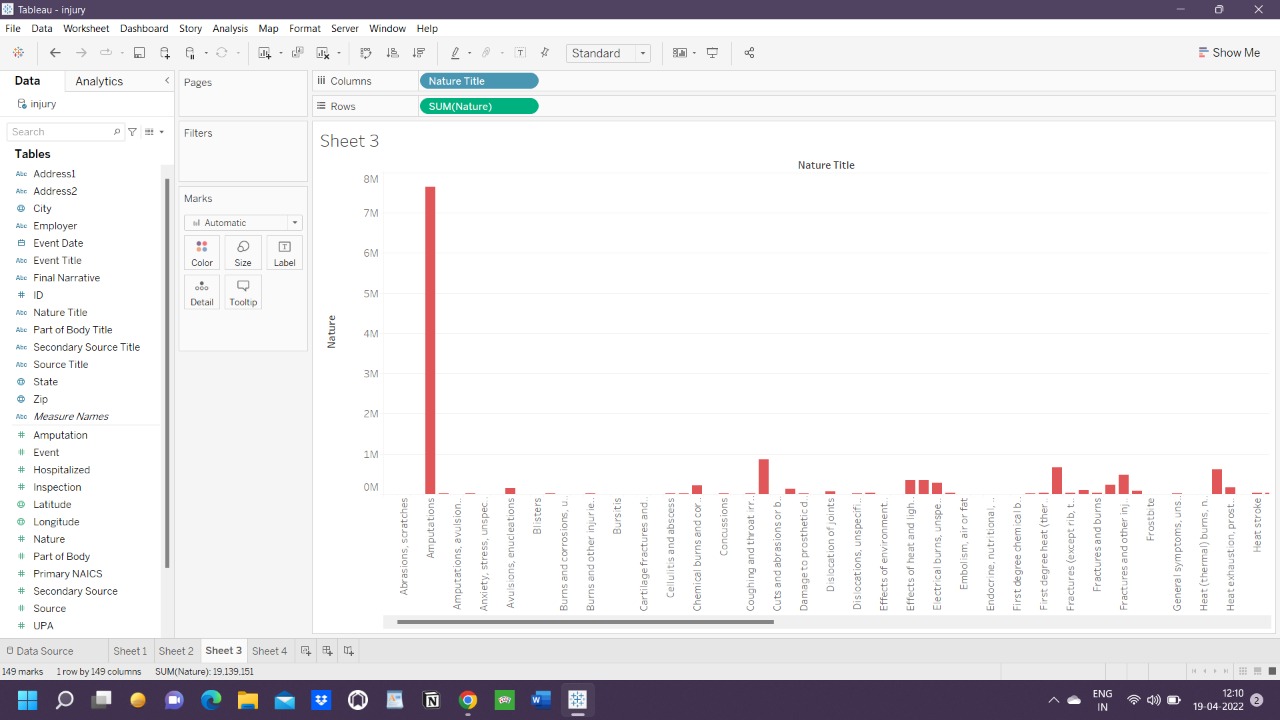 Tableau - injury
File Data Worksheet Dashboard Story Analysis Map Format Server Window Help
Standard
Show Me
Data Analytics
injury
Search
Tables
Abc Address1
Abc Address2
City
Abc Employer
Event Date
Abc Event Title
Abc Final Narrative
# ID
Abc Nature Title
Abc Part of Body Title
Abc Secondary Source Title
Abc Source Title
State
Zip
Abc Measure Names
# Amputation
# Event
# Hospitalized
# Inspection
Latitude
Longitude
# Nature
# Part of Body
# Primary NAICS
# Secondary Source
# Source
# UPA
Pages
Filters
Marks
Automatic
Color Size Label
Detail Tooltip
Columns Nature Title
Rows SUM(Nature)
Sheet 3
Nature Title
Nature
8M
7M
6M
5M
4M
3M
2M
1M
0M
Abrasions, scratches
Amputations
Amputations, avulsion..
Anxiety, stress, unspec..
Avulsions, enucleations
Blisters
Burns and corrosions, u..
Burns and other injurie..
Bursitis
Cartilage fractures and..
Cellulitis and abscess
Chemical burns and cor..
Concussions
Coughing and throat irr..
Cuts and abrasions or b..
Damage to prosthetic d..
Dislocation of joints
Dislocations, unspecifi..
Effects of environment..
Effects of heat and ligh..
Electrical burns, unspe..
Embolism, air or fat
Endocrine, nutritional, ..
First degree chemical b..
First degree heat (ther..
Fractures (except rib, t..
Fractures and burns
Fractures and other inj..
Frostbite
General symptoms, uns..
Heat (thermal) burns, n..
Heat exhaustion, prost..
Heat stroke
Data Source Sheet 1 Sheet 2 Sheet 3 Sheet 4
149 marks 1 row by 149 columns SUM(Nature): 19,139,151
ENG
IN
12:10
19-04-2022
2